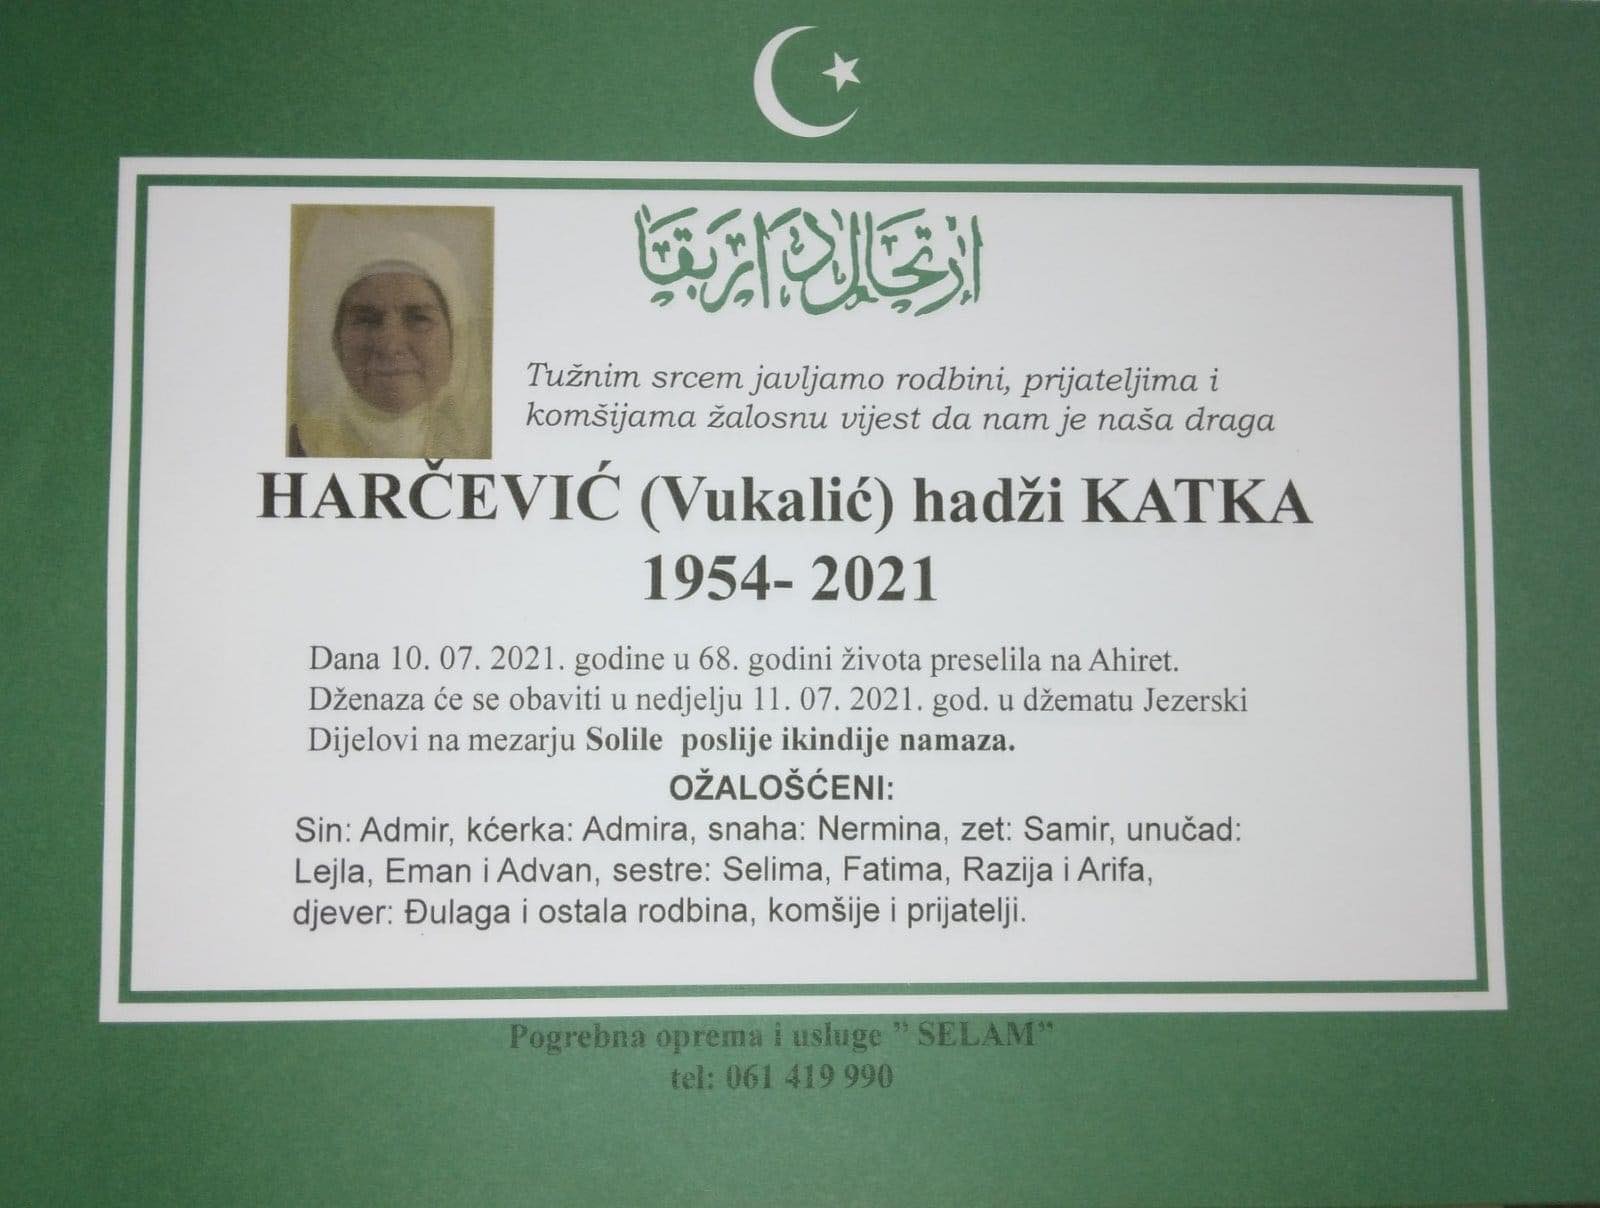 ارتحال دار بقا
Tužnim srcem javljamo rodbini, prijateljima i
komšijama žalosnu vijest da nam je naša draga
HARČEVIĆ (Vukalić) hadži KATKA
1954- 2021
Dana 10. 07. 2021. godine u 68. godini života preselila na Ahiret.
Dženaza će se obaviti u nedjelju 11. 07. 2021. god. u džematu Jezerski
Dijelovi na mezarju Solile poslije ikindije namaza.
OŽALOŠĆENI:
Sin: Admir, kćerka: Admira, snaha: Nermina, zet: Samir, unučad:
Lejla, Eman i Advan, sestre: Selima, Fatima, Razija i Arifa,
djever: Đulaga i ostala rodbina, komšije i prijatelji.
Pogrebna oprema i usluge ” SELAM”
tel: 061 419 990